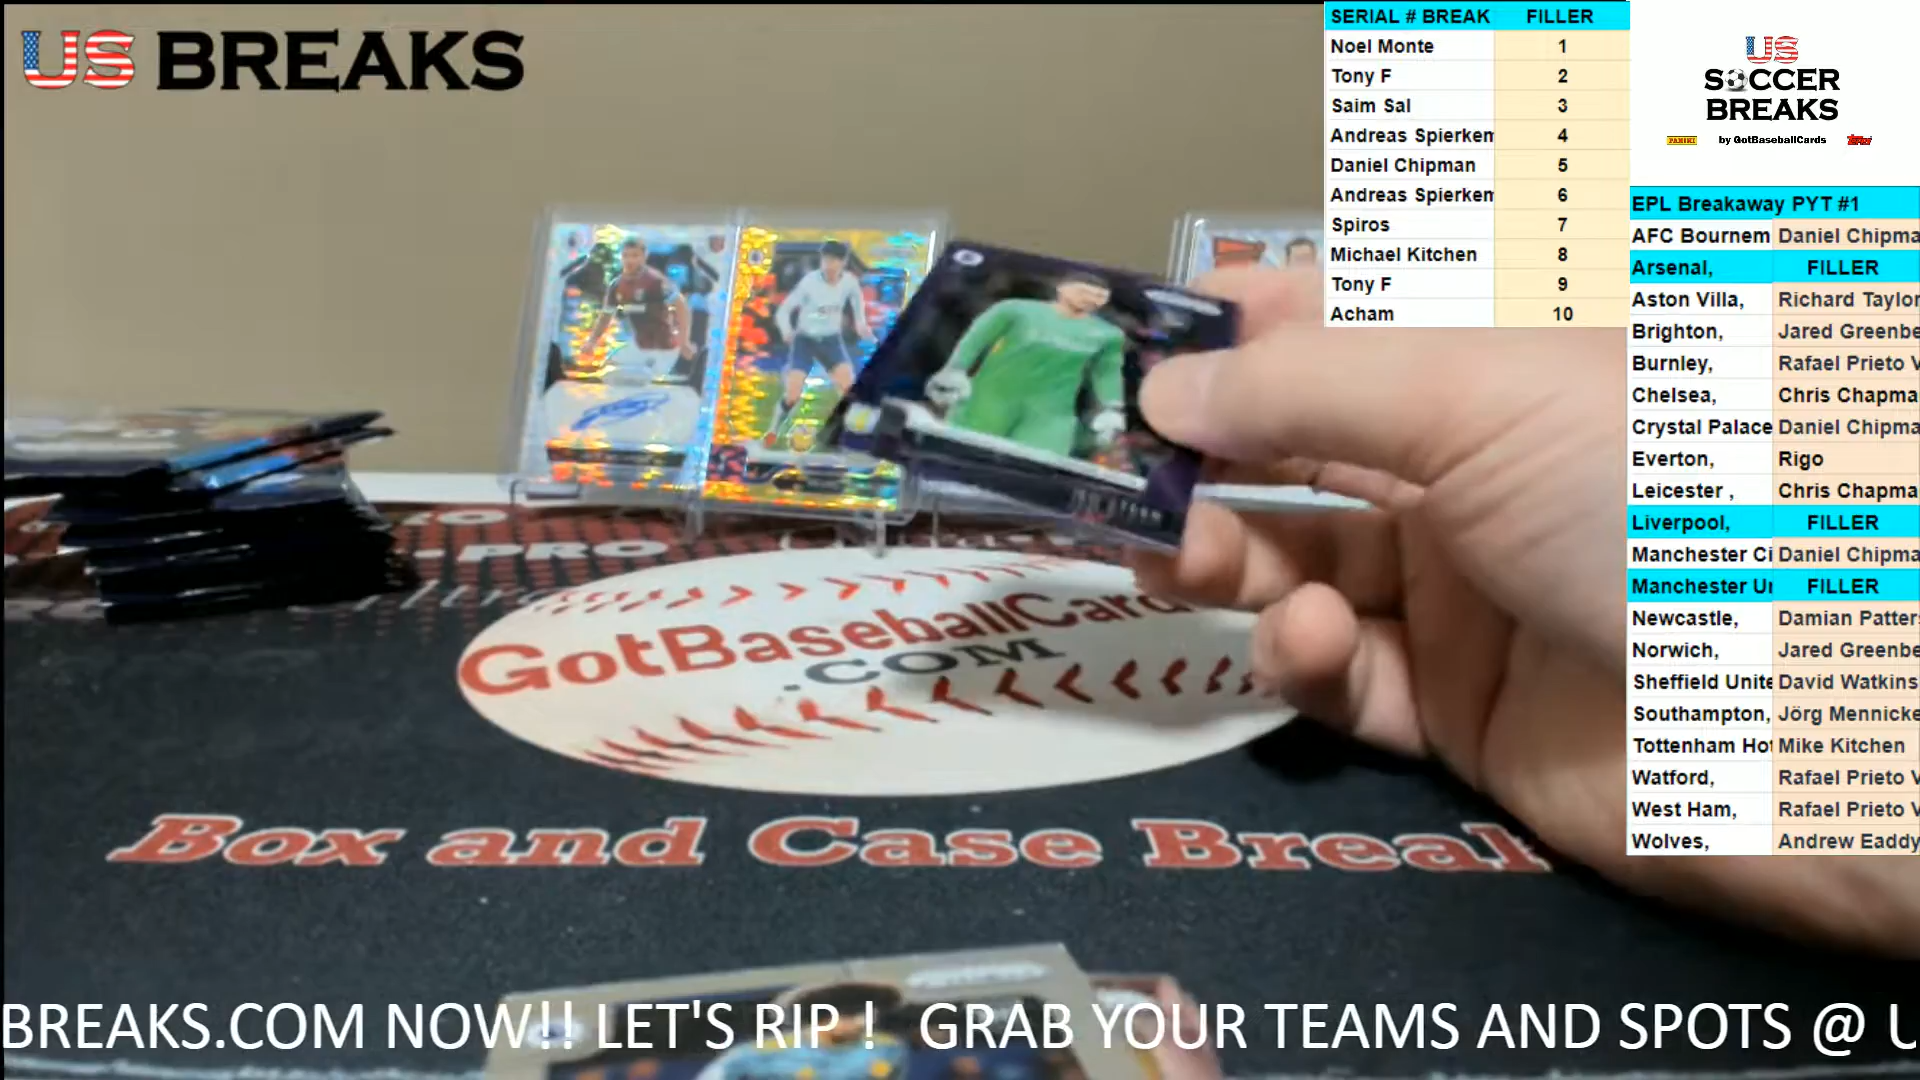 US BREAKS
SERIAL # BREAK FILLER
Noel Monte 1
Tony F 2
Saim Sal 3
Andreas Spierken 4
Daniel Chipman 5
Andreas Spierken 6
Spiros 7
Michael Kitchen 8
Tony F 9
Acham 10
US
SOCCER
BREAKS
PANINI by GotBaseballCards Topps
EPL Breakaway PYT #1
AFC Bournem Daniel Chipma
Arsenal, FILLER
Aston Villa, Richard Taylor
Brighton, Jared Greenbe
Burnley, Rafael Prieto V
Chelsea, Chris Chapma
Crystal Palace Daniel Chipma
Everton, Rigo
Leicester , Chris Chapma
Liverpool, FILLER
Manchester Ci Daniel Chipma
Manchester Ur FILLER
Newcastle, Damian Patter
Norwich, Jared Greenbe
Sheffield Unite David Watkins
Southampton, Jörg Mennicke
Tottenham Hot Mike Kitchen
Watford, Rafael Prieto V
West Ham, Rafael Prieto V
Wolves, Andrew Eaddy
-PRO
GotBaseballCard
.COM
Box and Case Break
BREAKS.COM NOW!! LET'S RIP ! GRAB YOUR TEAMS AND SPOTS @ U